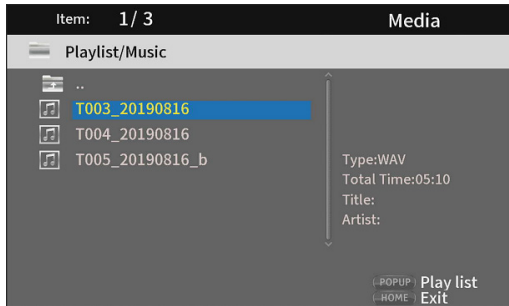 Item: 1/ 3 Media
Playlist/Music
..
T003_20190816
T004_20190816
T005_20190816_b
Type:WAV
Total Time:05:10
Title:
Artist:
POPUP Play list
HOME Exit